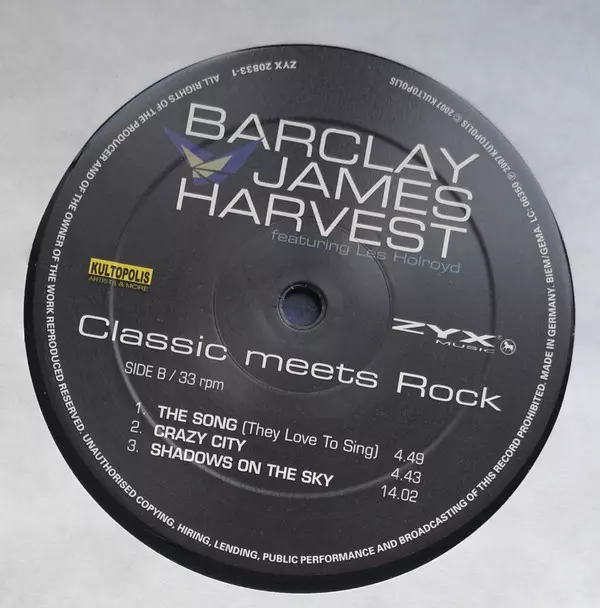 BARCLAY
JAMES
HARVEST
featuring Les Holroyd
KULTOPOLIS
ARTISTS & MORE
ZYX®
MUSIC
Classic meets Rock
SIDE B / 33 rpm
1. THE SONG (They Love To Sing) 4.49
2. CRAZY CITY 4.43
3. SHADOWS ON THE SKY 14.02
ZYX 20833-1
ALL RIGHTS OF THE PRODUCER AND OF THE OWNER OF THE WORK REPRODUCED RESERVED. UNAUTHORISED COPYING, HIRING, LENDING, PUBLIC PERFORMANCE AND BROADCASTING OF THIS RECORD PROHIBITED. MADE IN GERMANY. BIEM/GEMA. LC: 06350 ℗ 2007 KULTOPOLIS © 2007 KULTOPOLIS